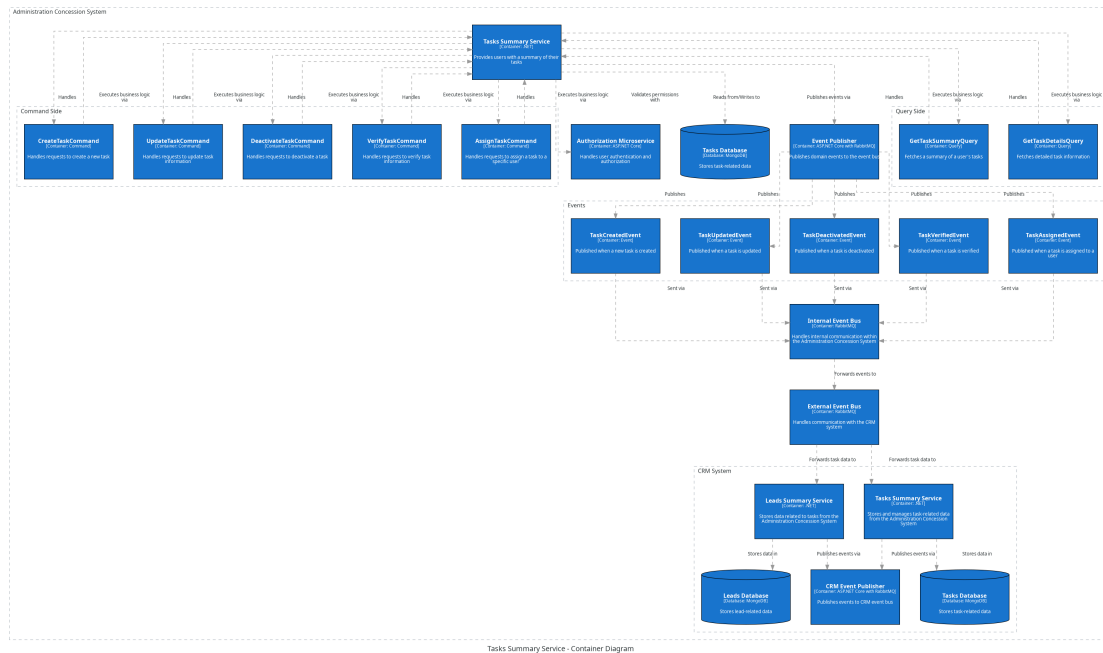 Administration Concession System
Tasks Summary Service
[Container: .NET]
Provides users with a summary of their
tasks
Handles
Executes business logic
via
Handles
Executes business logic
via
Handles
Executes business logic
via
Handles
Executes business logic
via
Handles
Executes business logic
via
Validates permissions
with
Reads from/Writes to
Publishes events via
Handles
Executes business logic
via
Handles
Executes business logic
via
Command Side
Query Side
CreateTaskCommand
[Container: Command]
Handles requests to create a new task
UpdateTaskCommand
[Container: Command]
Handles requests to update task
information
DeactivateTaskCommand
[Container: Command]
Handles requests to deactivate a task
VerifyTaskCommand
[Container: Command]
Handles requests to verify task
information
AssignTaskCommand
[Container: Command]
Handles requests to assign a task to a
specific user
Authorization Microservice
[Container: ASP.NET Core]
Handles user authentication and
authorization
Tasks Database
[Database: MongoDB]
Stores task-related data
Event Publisher
[Container: ASP.NET Core with RabbitMQ]
Publishes domain events to the event bus
GetTaskSummaryQuery
[Container: Query]
Fetches a summary of a user's tasks
GetTaskDetailsQuery
[Container: Query]
Fetches detailed task information
Publishes
Publishes
Publishes
Publishes
Publishes
Events
TaskCreatedEvent
[Container: Event]
Published when a new task is created
TaskUpdatedEvent
[Container: Event]
Published when a task is updated
TaskDeactivatedEvent
[Container: Event]
Published when a task is deactivated
TaskVerifiedEvent
[Container: Event]
Published when a task is verified
TaskAssignedEvent
[Container: Event]
Published when a task is assigned to a
user
Sent via
Sent via
Sent via
Sent via
Sent via
Internal Event Bus
[Container: RabbitMQ]
Handles internal communication within
the Administration Concession System
Forwards events to
External Event Bus
[Container: RabbitMQ]
Handles communication with the CRM
system
Forwards task data to
Forwards task data to
CRM System
Leads Summary Service
[Container: .NET]
Stores data related to tasks from the
Administration Concession System
Tasks Summary Service
[Container: .NET]
Stores and manages task-related data
from the Administration Concession
System
Stores data in
Publishes events via
Publishes events via
Stores data in
Leads Database
[Database: MongoDB]
Stores lead-related data
CRM Event Publisher
[Container: ASP.NET Core with RabbitMQ]
Publishes events to CRM event bus
Tasks Database
[Database: MongoDB]
Stores task-related data
Tasks Summary Service - Container Diagram